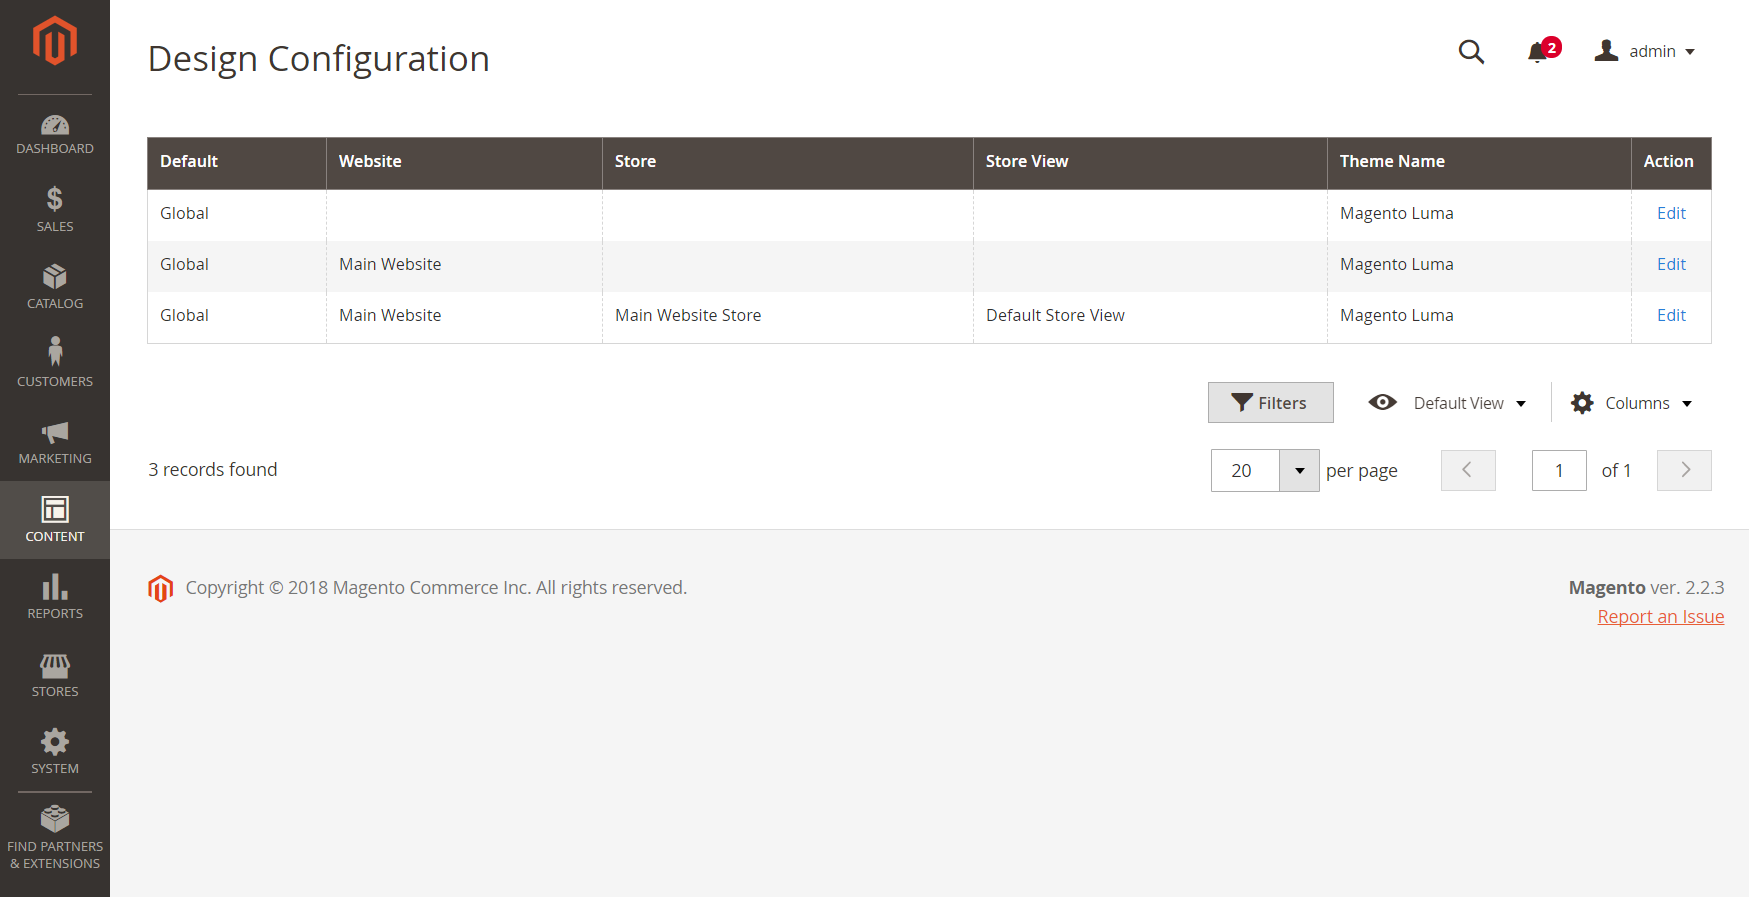 Design Configuration
2
admin
DASHBOARD
SALES
CATALOG
CUSTOMERS
MARKETING
CONTENT
REPORTS
STORES
SYSTEM
FIND PARTNERS
& EXTENSIONS
Default Website Store Store View Theme Name Action
Global Magento Luma Edit
Global Main Website Magento Luma Edit
Global Main Website Main Website Store Default Store View Magento Luma Edit
Filters Default View Columns
3 records found 20 per page 1 of 1
Copyright © 2018 Magento Commerce Inc. All rights reserved.
Magento ver. 2.2.3
Report an Issue